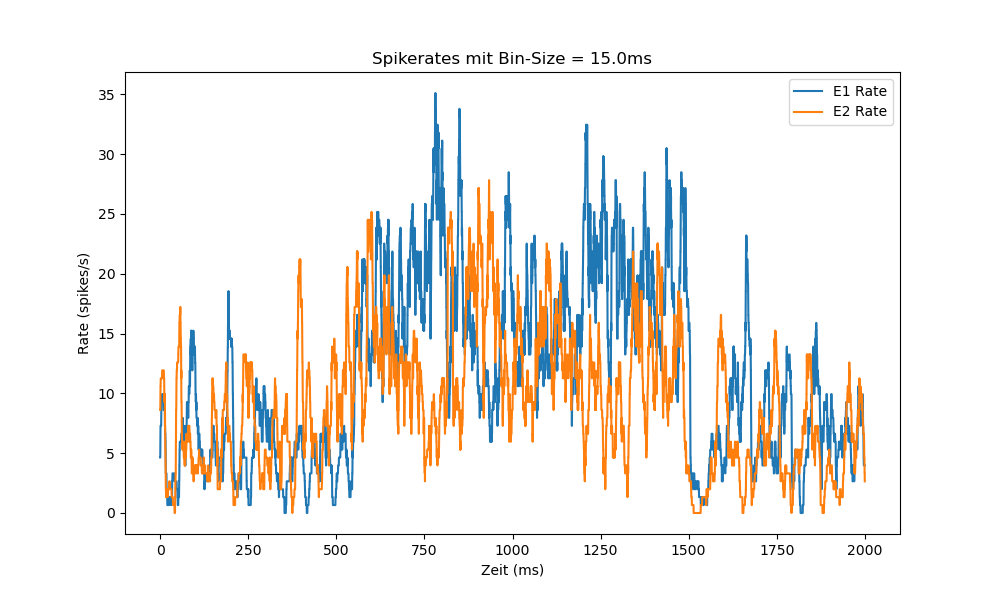 Spikerates mit Bin-Size = 15.0ms
E1 Rate
E2 Rate
Rate (spikes/s)
35
30
25
20
15
10
5
0
0 250 500 750 1000 1250 1500 1750 2000
Zeit (ms)